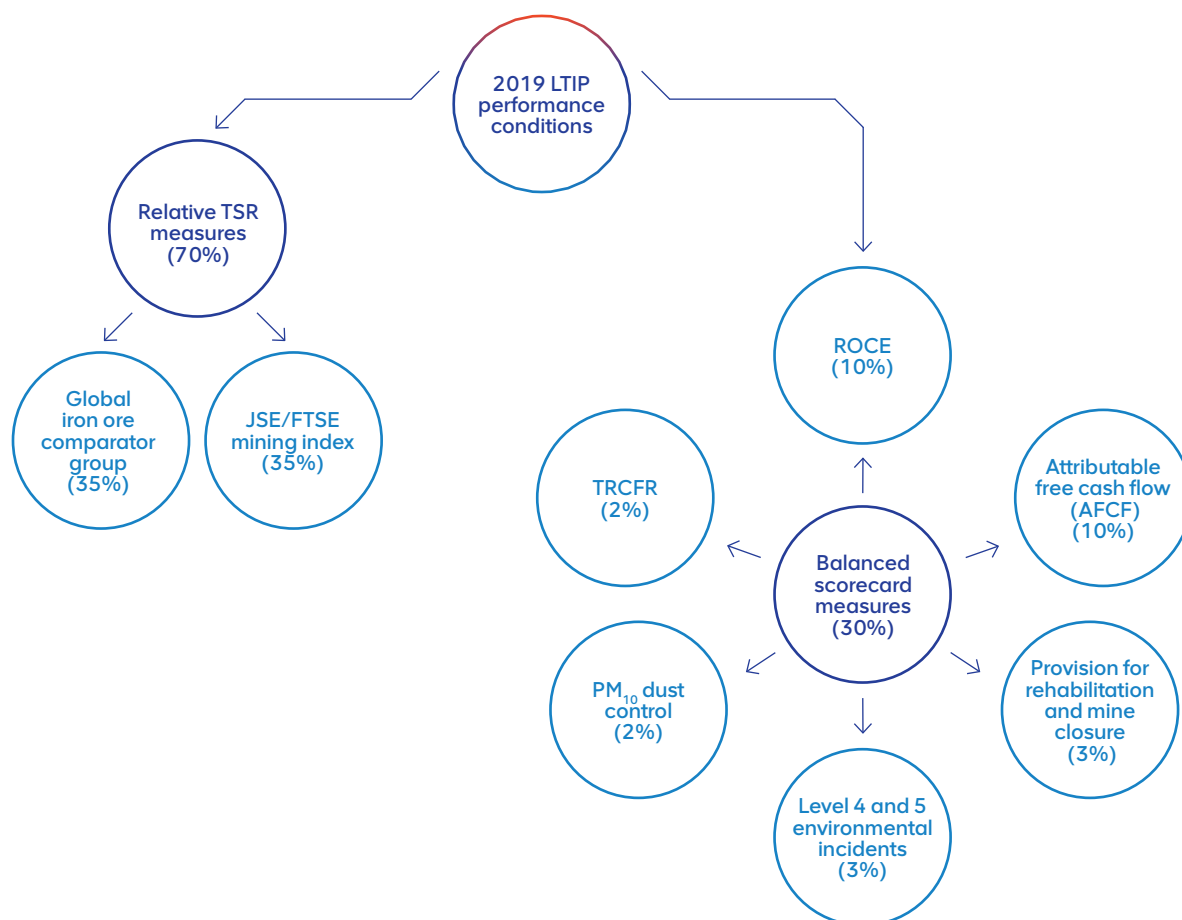 2019 LTIP
performance
conditions
Relative TSR
measures
(70%)
Global
iron ore
comparator
group
(35%)
JSE/FTSE
mining index
(35%)
ROCE
(10%)
TRCFR
(2%)
Attributable
free cash flow
(AFCF)
(10%)
Balanced
scorecard
measures
(30%)
PM₁₀ dust
control
(2%)
Provision for
rehabilitation
and mine
closure
(3%)
Level 4 and 5
environmental
incidents
(3%)